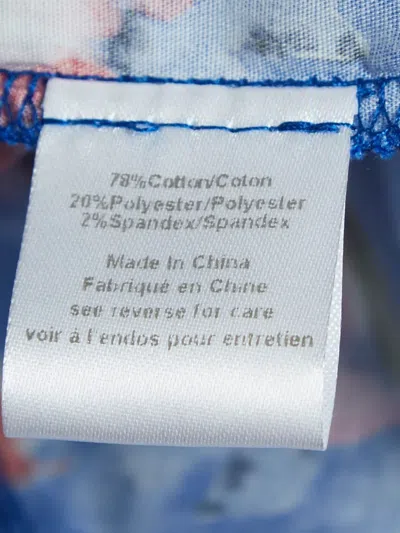 78%Cotton/Coton
20%Polyester/Polyester
2%Spandex/Spandex
Made In China
Fabriqué en Chine
see reverse for care
voir à l'endos pour entretien